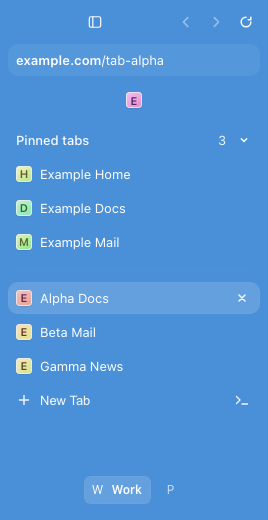 example.com/tab-alpha
E
Pinned tabs 3
H Example Home
D Example Docs
M Example Mail
E Alpha Docs
E Beta Mail
E Gamma News
New Tab
W Work P